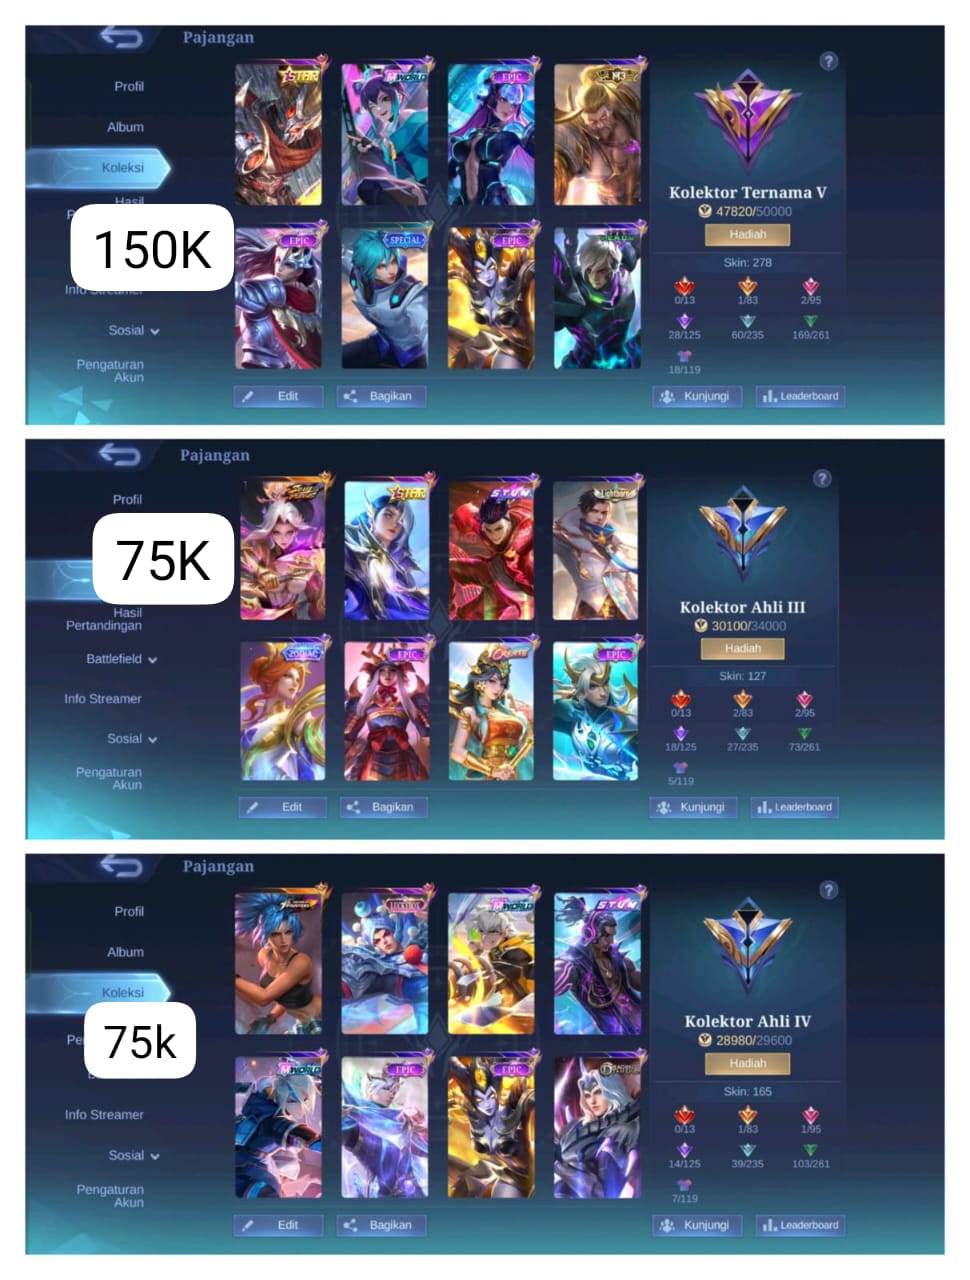 Pajangan
Profil
Album
Koleksi
Hasil
150K
Info Streamer
Sosial
Pengaturan
Akun
STAR
M WORLD
EPIC
M3
EPIC
SPECIAL
EPIC
Edit
Bagikan
?
Kolektor Ternama V
47820/50000
Hadiah
Skin: 278
0/13
1/83
2/95
28/125
60/235
169/261
18/119
Kunjungi
Leaderboard
Pajangan
Profil
75K
Hasil
Pertandingan
Battlefield
Info Streamer
Sosial
Pengaturan
Akun
STAR
S.T.U.N
Lightborn
ZODIAC
EPIC
CREATE
EPIC
Edit
Bagikan
?
Kolektor Ahli III
30100/34000
Hadiah
Skin: 127
0/13
2/83
2/95
18/125
27/235
73/261
5/119
Kunjungi
Leaderboard
Pajangan
Profil
Album
Koleksi
75k
Info Streamer
Sosial
Pengaturan
Akun
M WORLD
S.T.U.N
M WORLD
EPIC
EPIC
Edit
Bagikan
?
Kolektor Ahli IV
28980/29600
Hadiah
Skin: 165
0/13
1/83
1/95
14/125
39/235
103/261
7/119
Kunjungi
Leaderboard